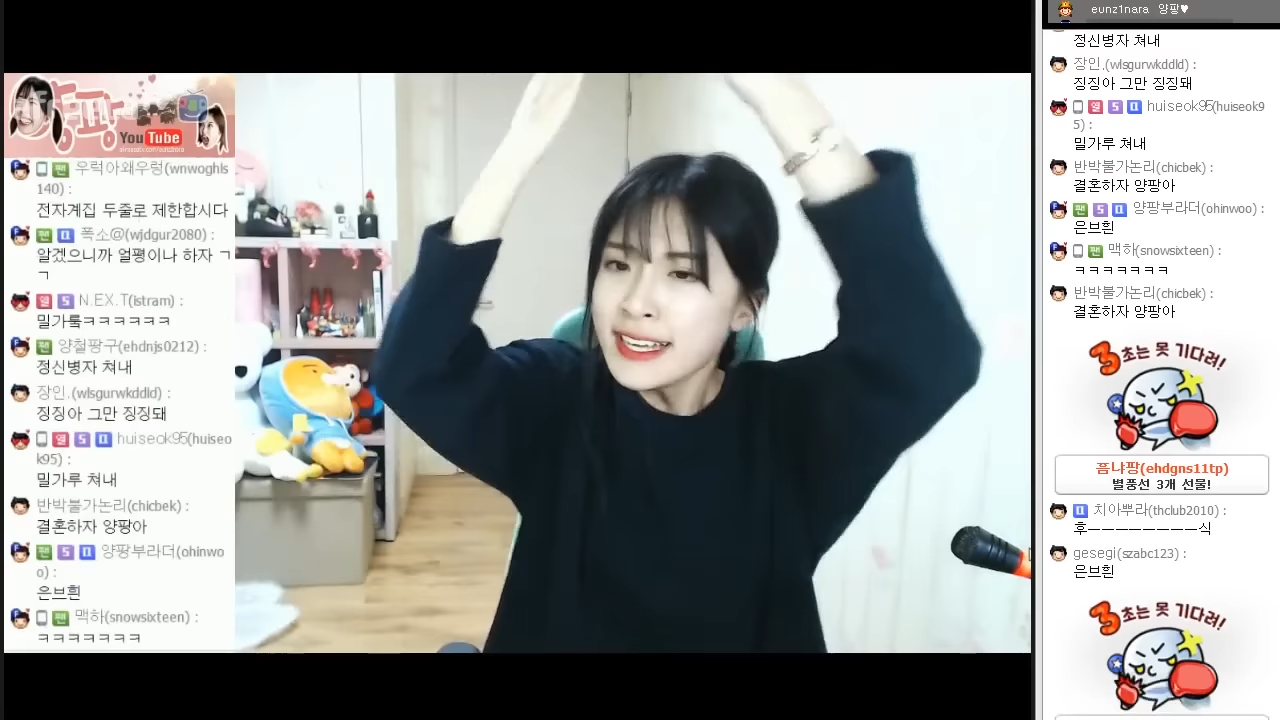 양팡
YouTube
우럭아왜우렁(wnwoghls
140) :
전자계집 두줄로 제한합시다
폭소@(wjdgur2080) :
알겠으니까 얼평이나 하자 ㄱ
ㄱ
N.EX.T(istram) :
밀가뤀ㅋㅋㅋㅋㅋㅋ
양철팡구(ehdnjs0212) :
정신병자 쳐내
장인.(wlsgurwkddld) :
징징아 그만 징징돼
huiseok95(huiseo
k95) :
밀가루 쳐내
반박불가논리(chicbek) :
결혼하자 양팡아
양팡부라더(ohinwo
o) :
은브흰
맥하(snowsixteen) :
ㅋㅋㅋㅋㅋㅋㅋ
eunz1nara 양팡♥
정신병자 쳐내
장인.(wlsgurwkddld) :
징징아 그만 징징돼
huiseok95(huiseok9
5) :
밀가루 쳐내
반박불가논리(chicbek) :
결혼하자 양팡아
양팡부라더(ohinwoo) :
은브흰
맥하(snowsixteen) :
ㅋㅋㅋㅋㅋㅋㅋ
반박불가논리(chicbek) :
결혼하자 양팡아
3초는 못 기다려!
픔냐팡(ehdgns11tp)
별풍선 3개 선물!
치아뿌라(thclub2010) :
후ㅡㅡㅡㅡㅡㅡㅡㅡ식
gesegi(szabc123) :
은브흰
3초는 못 기다려!